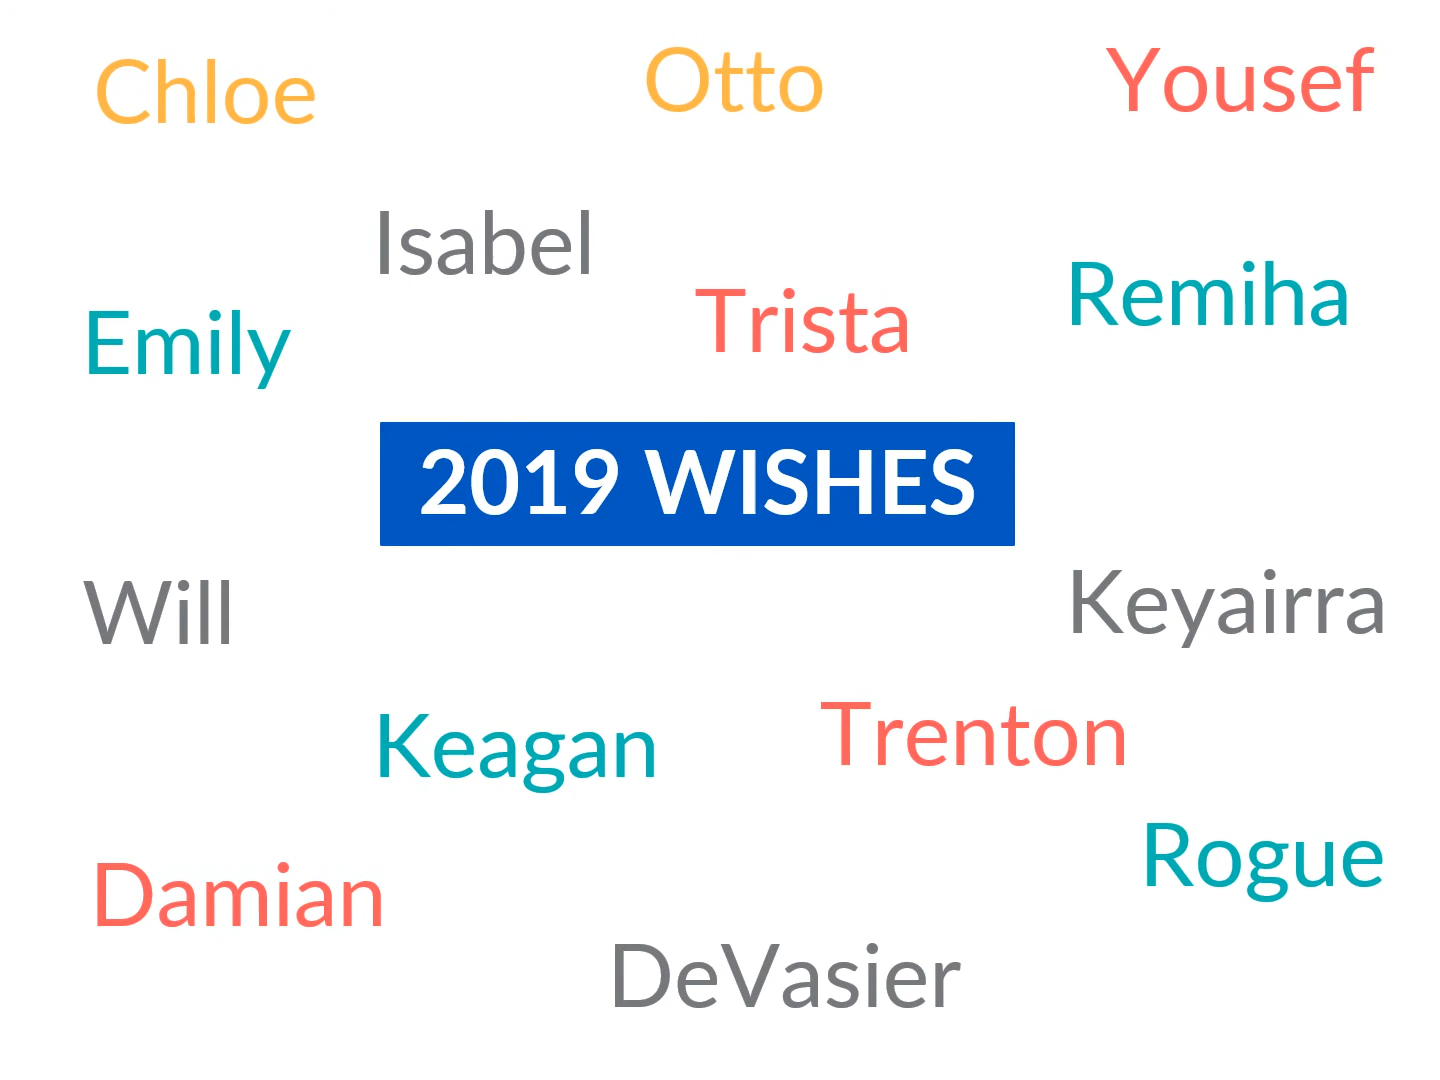 Chloe
Otto
Yousef
Isabel
Remiha
Trista
Emily
2019 WISHES
Will
Keyairra
Keagan
Trenton
Rogue
Damian
DeVasier